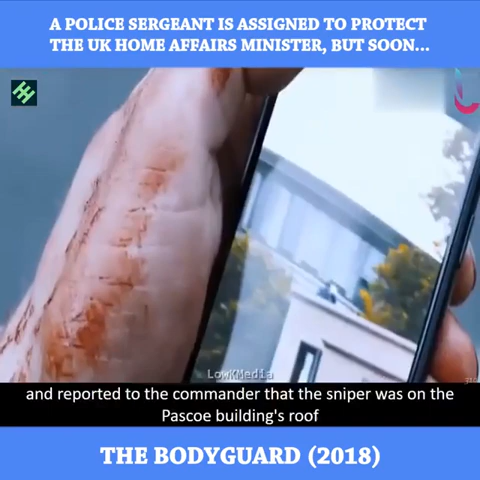 A POLICE SERGEANT IS ASSIGNED TO PROTECT
THE UK HOME AFFAIRS MINISTER, BUT SOON...
LowKMedia
and reported to the commander that the sniper was on the
Pascoe building's roof
THE BODYGUARD (2018)